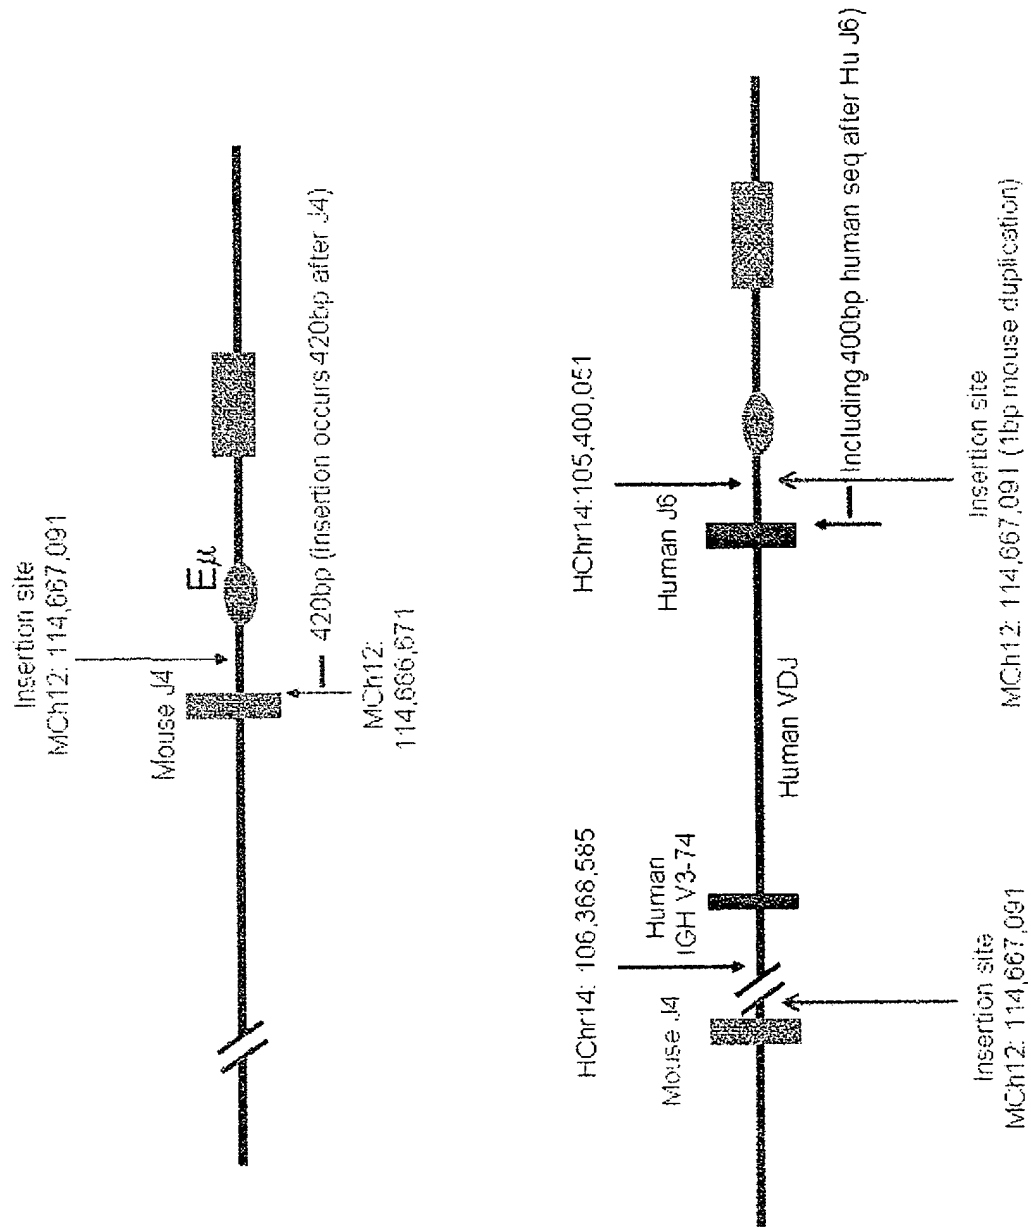 Insertion site
MCh12: 114,667,091
Mouse J4
Eμ
420bp (insertion occurs 420bp after J4)
MCh12:
114,666,671
HChr14: 106,368,585
Human
IGH V3-74
Mouse J4
Insertion site
MCh12: 114,667,091
Human VDJ
HChr14:105,400,051
Human J6
Including 400bp human seq after Hu J6)
Insertion site
MCh12: 114,667,091 (1bp mouse duplication)